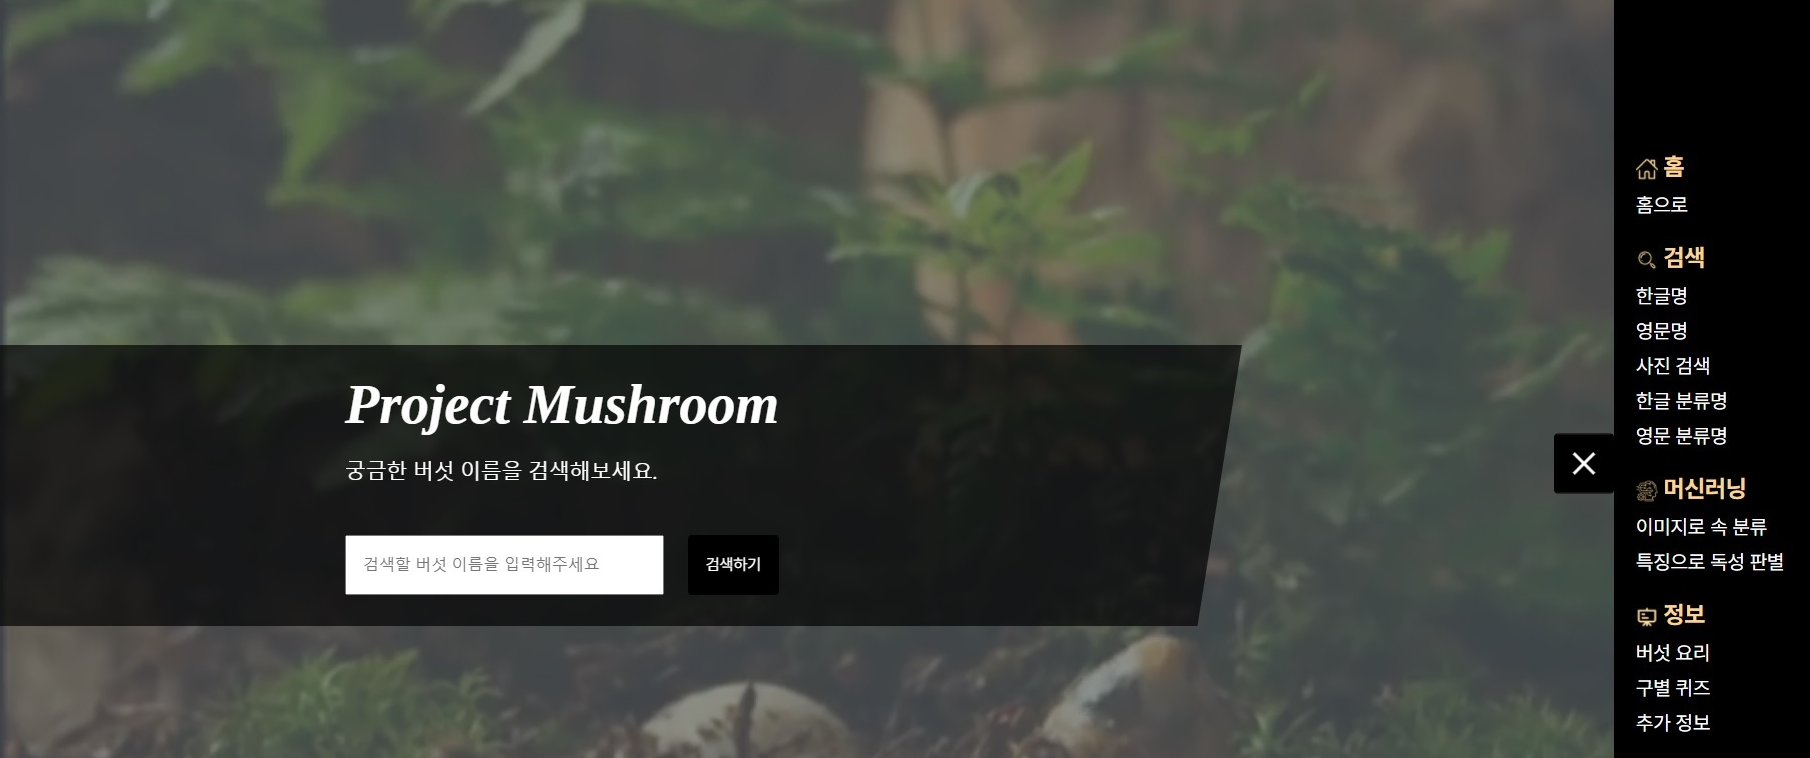 Project Mushroom
궁금한 버섯 이름을 검색해보세요.
검색할 버섯 이름을 입력해주세요
검색하기
홈
홈으로
검색
한글명
영문명
사진 검색
한글 분류명
영문 분류명
머신러닝
이미지로 속 분류
특징으로 독성 판별
정보
버섯 요리
구별 퀴즈
추가 정보